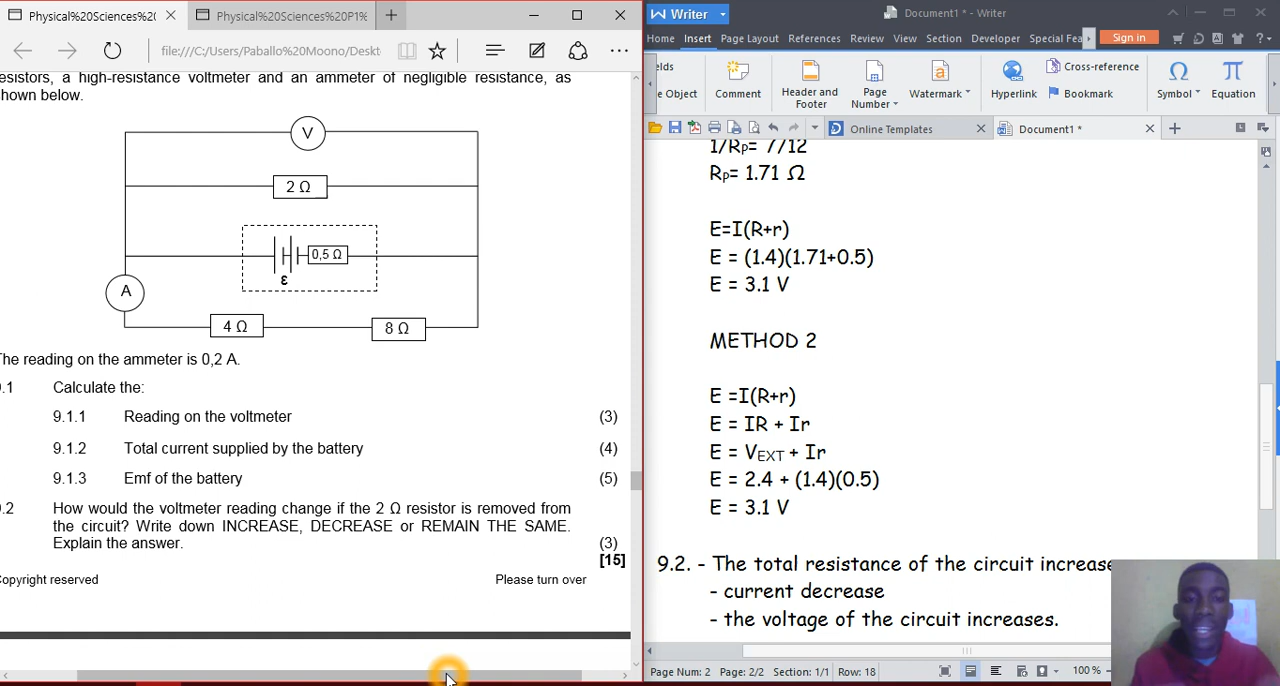 Physical%20Sciences%20(
Physical%20Sciences%20P1%
file:///C:/Users/Paballo%20Moono/Deskt
esistors, a high-resistance voltmeter and an ammeter of negligible resistance, as
hown below.
V
2 Ω
0,5 Ω
ε
A
4 Ω
8 Ω
he reading on the ammeter is 0,2 A.
.1 Calculate the:
9.1.1 Reading on the voltmeter (3)
9.1.2 Total current supplied by the battery (4)
9.1.3 Emf of the battery (5)
.2 How would the voltmeter reading change if the 2 Ω resistor is removed from
the circuit? Write down INCREASE, DECREASE or REMAIN THE SAME.
Explain the answer. (3)
[15]
opyright reserved Please turn over
Writer
Document1 * - Writer
Home Insert Page Layout References Review View Section Developer Special Fea Sign in
elds
e Object
Comment
Header and Footer
Page Number
Watermark
Hyperlink
Cross-reference
Bookmark
Symbol
Equation
Online Templates
Document1 *
1/RP= 7/12
RP= 1.71 Ω
E=I(R+r)
E = (1.4)(1.71+0.5)
E = 3.1 V
METHOD 2
E =I(R+r)
E = IR + Ir
E = VEXT + Ir
E = 2.4 + (1.4)(0.5)
E = 3.1 V
9.2. - The total resistance of the circuit increase
- current decrease
- the voltage of the circuit increases.
Page Num: 2 Page: 2/2 Section: 1/1 Row: 18 100 %